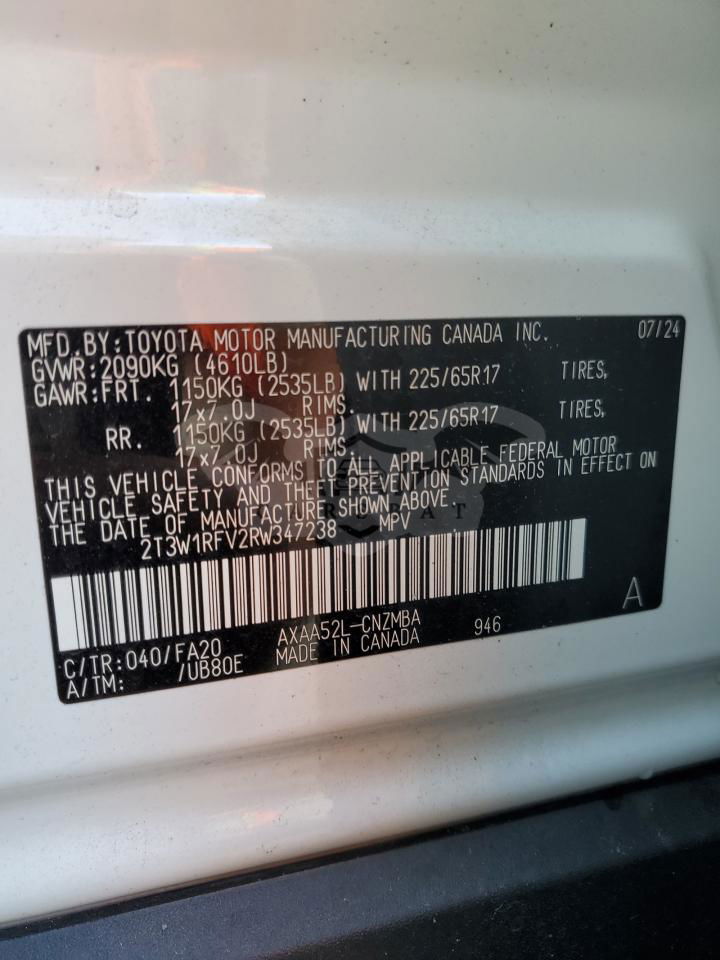 MFD.BY:TOYOTA MOTOR MANUFACTURING CANADA INC. 07/24
GVWR:2090KG (4610LB)
GAWR:FRT. 1150KG (2535LB) WITH 225/65R17 TIRES,
17x7.0J RIMS.
RR. 1150KG (2535LB) WITH 225/65R17 TIRES,
17x7.0J RIMS.
THIS VEHICLE CONFORMS TO ALL APPLICABLE FEDERAL MOTOR
VEHICLE SAFETY AND THEFT PREVENTION STANDARDS IN EFFECT ON
THE DATE OF MANUFACTURE SHOWN ABOVE.
2T3W1RFV2RW347238 MPV
C/TR:040/FA20 AXAA52L-CNZMBA 946 A
A/TM: /UB80E MADE IN CANADA